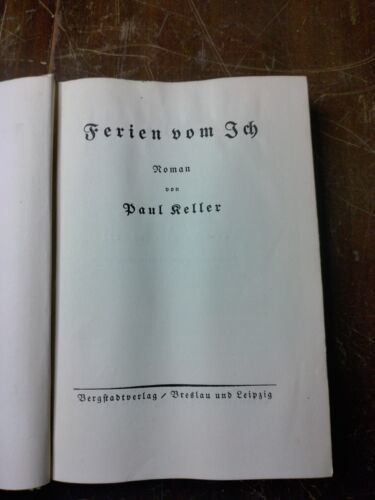 Ferien vom Ich
Roman
von
Paul Keller
Bergstadtverlag / Breslau und Leipzig